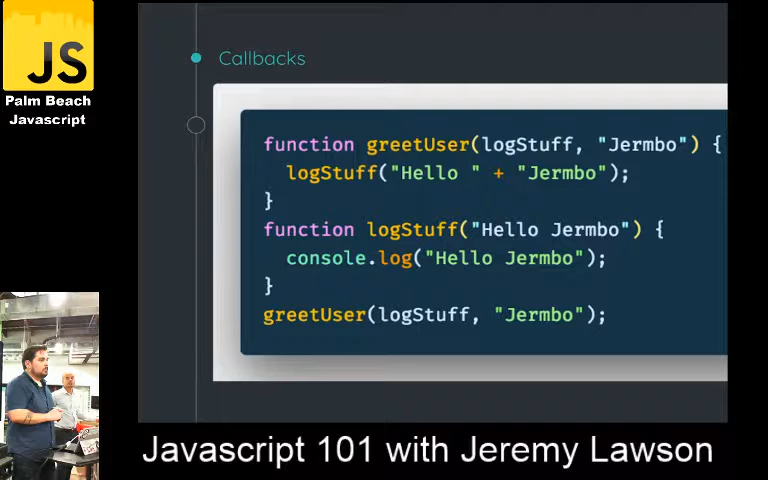 JS
Palm Beach
Javascript
Callbacks
function greetUser(logStuff, "Jermbo") {
logStuff("Hello " + "Jermbo");
}
function logStuff("Hello Jermbo") {
console.log("Hello Jermbo");
}
greetUser(logStuff, "Jermbo");
Javascript 101 with Jeremy Lawson